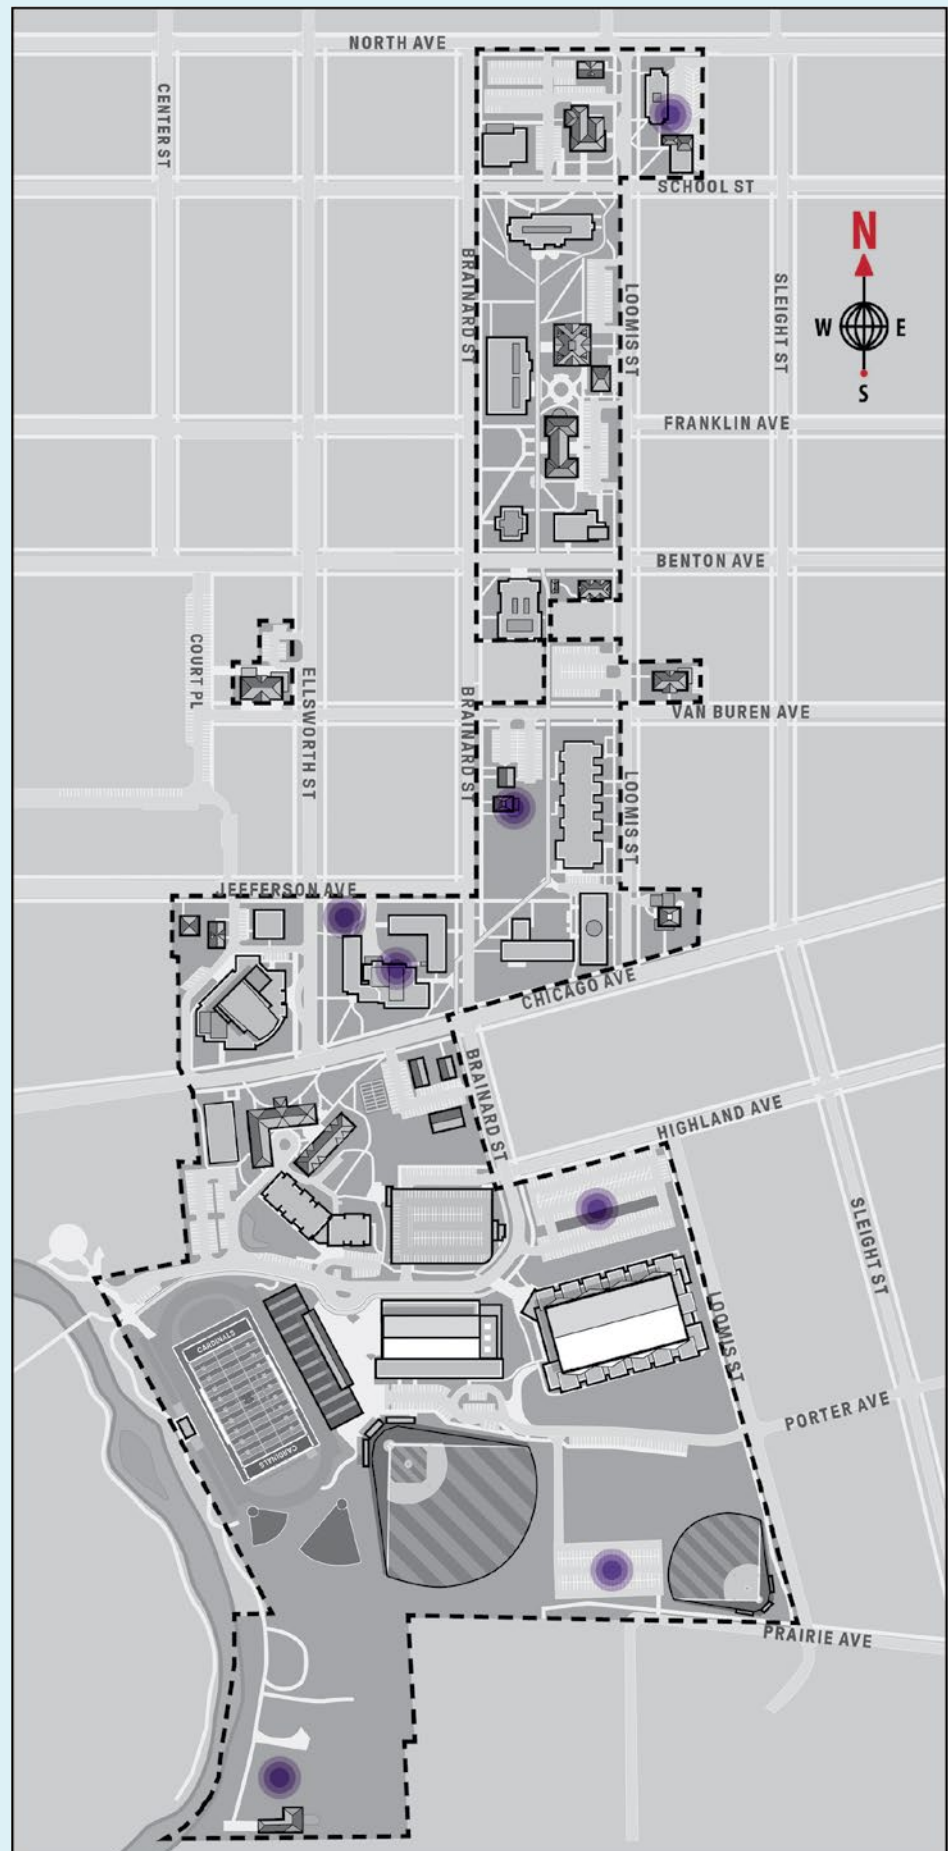 NORTH AVE
CENTER ST
SCHOOL ST
N
W E
S
BRAINARD ST
LOOMIS ST
SLEIGHT ST
FRANKLIN AVE
BENTON AVE
COURT PL
ELLSWORTH ST
BRAINARD ST
VAN BUREN AVE
LOOMIS ST
JEFFERSON AVE
CHICAGO AVE
BRAINARD ST
HIGHLAND AVE
SLEIGHT ST
LOOMIS ST
CARDINALS
PORTER AVE
CARDINALS
PRAIRIE AVE